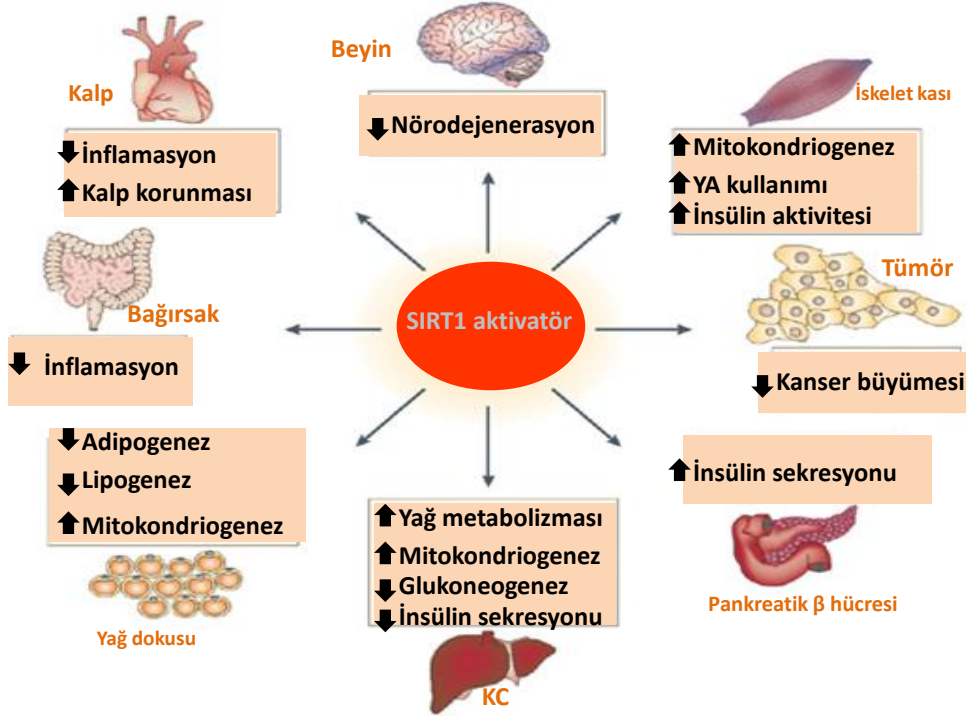 Kalp
İnflamasyon
Kalp korunması
Beyin
Nörodejenerasyon
İskelet kası
Mitokondriogenez
YA kullanımı
İnsülin aktivitesi
Bağırsak
İnflamasyon
SIRT1 aktivatör
Tümör
Kanser büyümesi
Adipogenez
Lipogenez
Mitokondriogenez
Yağ dokusu
Yağ metabolizması
Mitokondriogenez
Glukoneogenez
İnsülin sekresyonu
KC
İnsülin sekresyonu
Pankreatik β hücresi